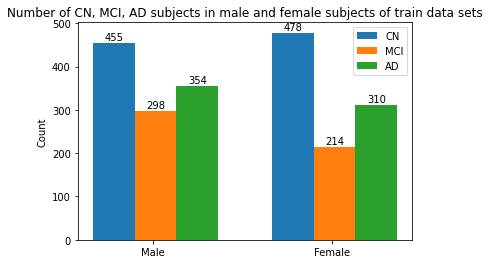 Number of CN, MCI, AD subjects in male and female subjects of train data sets
500
400
300
200
100
0
Count
455
298
354
478
214
310
CN
MCI
AD
Male
Female